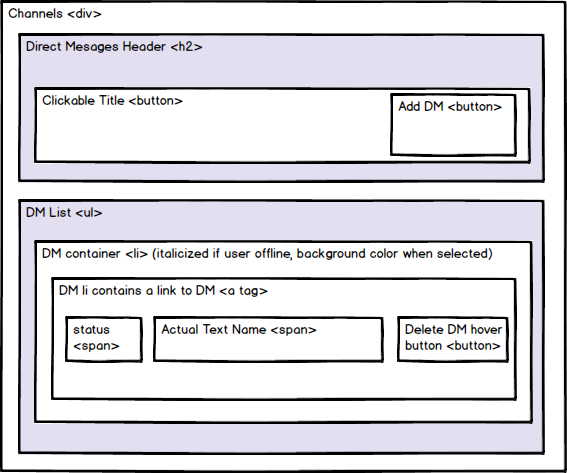 Channels <div>
Direct Mesages Header <h2>
Clickable Title <button>
Add DM <button>
DM List <ul>
DM container <li> (italicized if user offline, background color when selected)
DM li contains a link to DM <a tag>
status
<span>
Actual Text Name <span>
Delete DM hover
button <button>